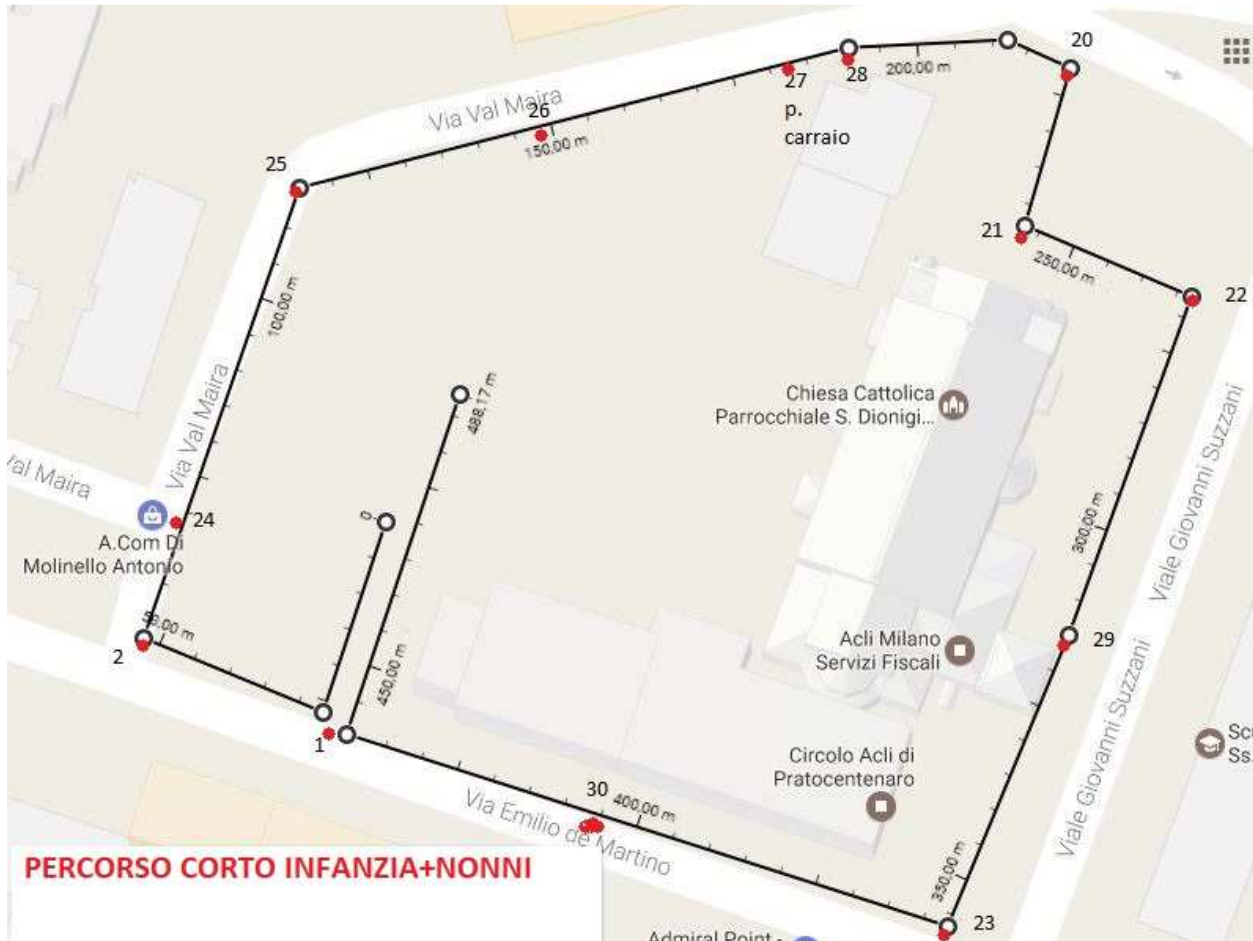 20
28
200,00 m
27
p.
carraio
Via Val Maira
26
150,00 m
25
21
250,00 m
22
100,00 m
488,17 m
Chiesa Cattolica
Parrocchiale S. Dionigi...
Via Val Maira
Viale Giovanni Suzzani
Val Maira
24
0
A.Com Di
Molinello Antonio
300,00 m
50,00 m
2
Acli Milano
Servizi Fiscali
29
450,00 m
1
Viale Giovanni Suzzani
Circolo Acli di
Pratocentenaro
30
400,00 m
Via Emilio de Martino
350,00 m
PERCORSO CORTO INFANZIA+NONNI
23
Admiral Point -